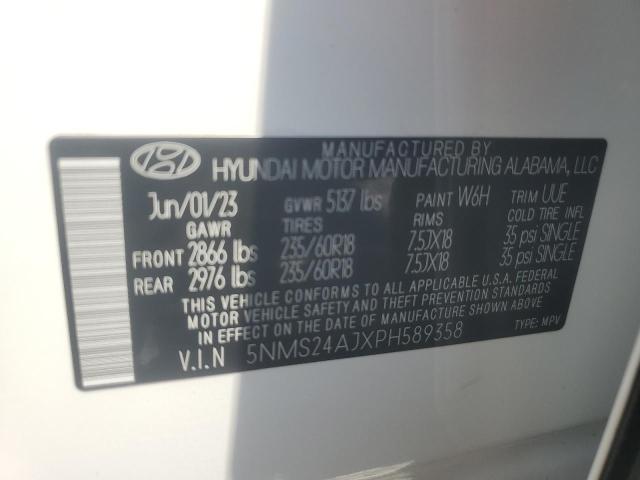 MANUFACTURED BY
HYUNDAI MOTOR MANUFACTURING ALABAMA, LLC
Jun/01/23 GVWR 5137 lbs PAINT W6H TRIM UUE
GAWR TIRES RIMS COLD TIRE INFL
FRONT 2866 lbs 235/60R18 7.5JX18 35 psi SINGLE
REAR 2976 lbs 235/60R18 7.5JX18 35 psi SINGLE
THIS VEHICLE CONFORMS TO ALL APPLICABLE U.S.A. FEDERAL
MOTOR VEHICLE SAFETY AND THEFT PREVENTION STANDARDS
IN EFFECT ON THE DATE OF MANUFACTURE SHOWN ABOVE.
V.I.N 5NMS24AJXPH589358 TYPE: MPV